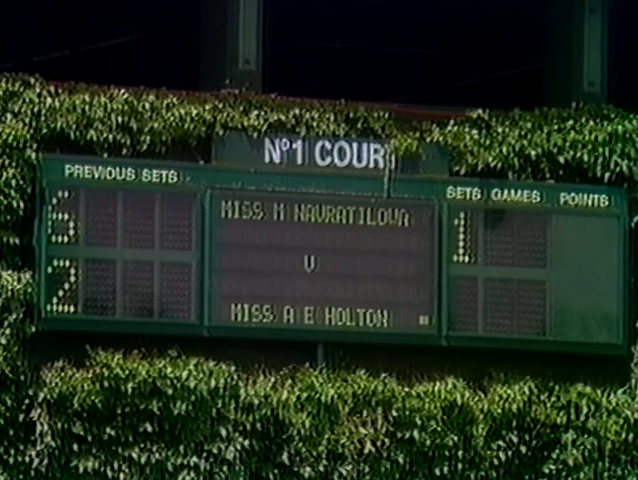 Nº1 COUR
PREVIOUS SETS
SETS GAMES POINTS
6
MISS M NAVRATILOVA
1
V
2
MISS A E HOLTON